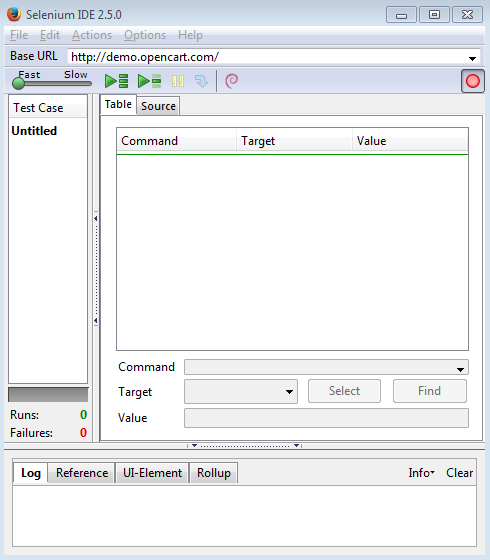 Selenium IDE 2.5.0
File Edit Actions Options Help
Base URL http://demo.opencart.com/
Fast Slow
Test Case
Untitled
Table Source
Command Target Value
Command
Target Select Find
Value
Runs: 0
Failures: 0
Log Reference UI-Element Rollup Info Clear